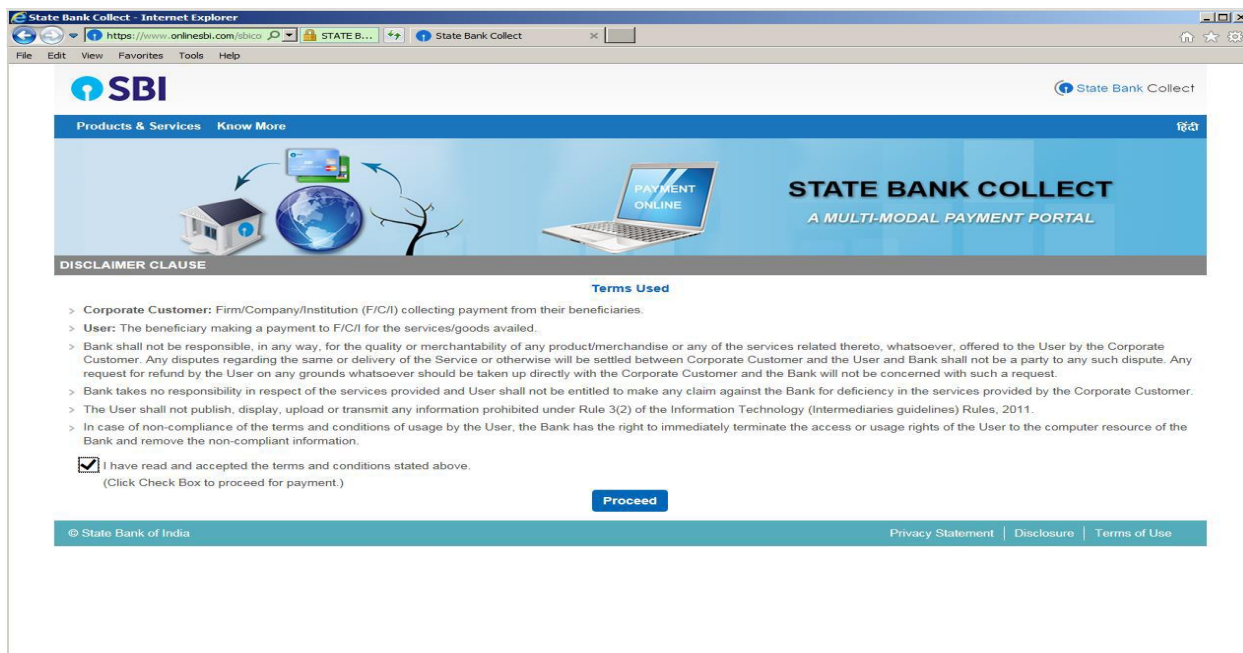 State Bank Collect - Internet Explorer
https://www.onlinesbi.com/sbico
STATE B...
State Bank Collect
File Edit View Favorites Tools Help
SBI
State Bank Collect
Products & Services Know More
हिंदी
PAYMENT
ONLINE
STATE BANK COLLECT
A MULTI-MODAL PAYMENT PORTAL
DISCLAIMER CLAUSE
Terms Used
> Corporate Customer: Firm/Company/Institution (F/C/I) collecting payment from their beneficiaries.
> User: The beneficiary making a payment to F/C/I for the services/goods availed.
> Bank shall not be responsible, in any way, for the quality or merchantability of any product/merchandise or any of the services related thereto, whatsoever, offered to the User by the Corporate
Customer. Any disputes regarding the same or delivery of the Service or otherwise will be settled between Corporate Customer and the User and Bank shall not be a party to any such dispute. Any
request for refund by the User on any grounds whatsoever should be taken up directly with the Corporate Customer and the Bank will not be concerned with such a request.
> Bank takes no responsibility in respect of the services provided and User shall not be entitled to make any claim against the Bank for deficiency in the services provided by the Corporate Customer.
> The User shall not publish, display, upload or transmit any information prohibited under Rule 3(2) of the Information Technology (Intermediaries guidelines) Rules, 2011.
> In case of non-compliance of the terms and conditions of usage by the User, the Bank has the right to immediately terminate the access or usage rights of the User to the computer resource of the
Bank and remove the non-compliant information.
I have read and accepted the terms and conditions stated above.
(Click Check Box to proceed for payment.)
Proceed
© State Bank of India
Privacy Statement | Disclosure | Terms of Use